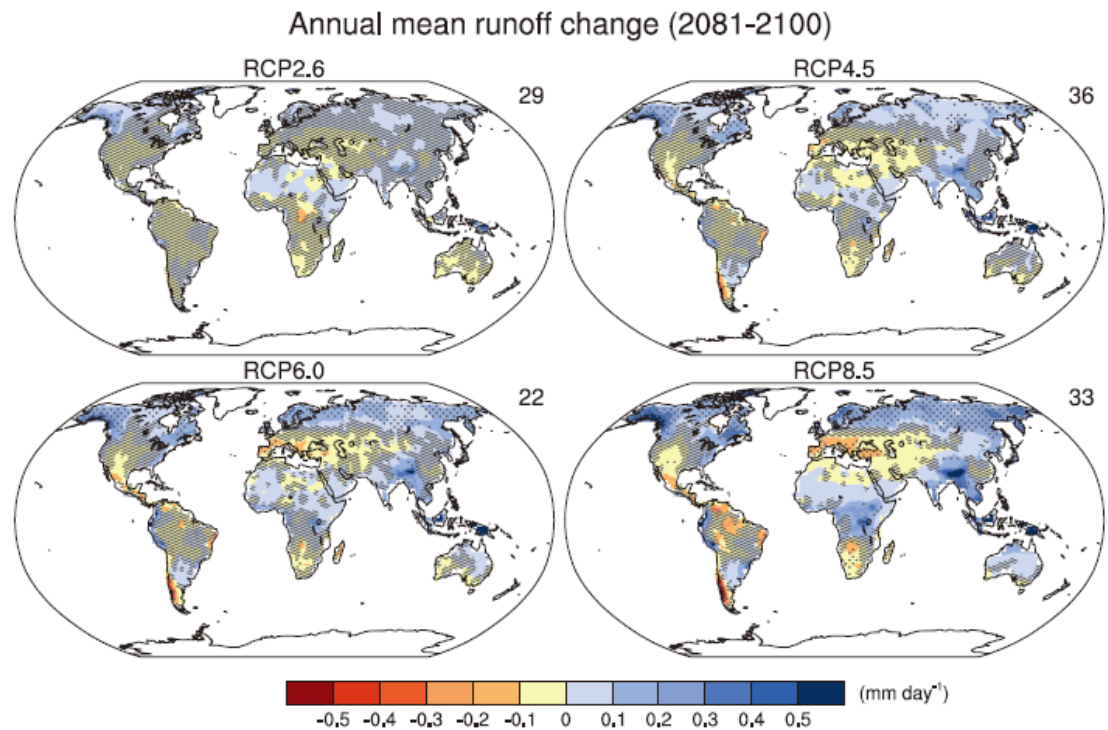 Annual mean runoff change (2081-2100)
RCP2.6
29
RCP4.5
36
RCP6.0
22
RCP8.5
33
-0.5 -0.4 -0.3 -0.2 -0.1 0 0.1 0.2 0.3 0.4 0.5 (mm day⁻¹)